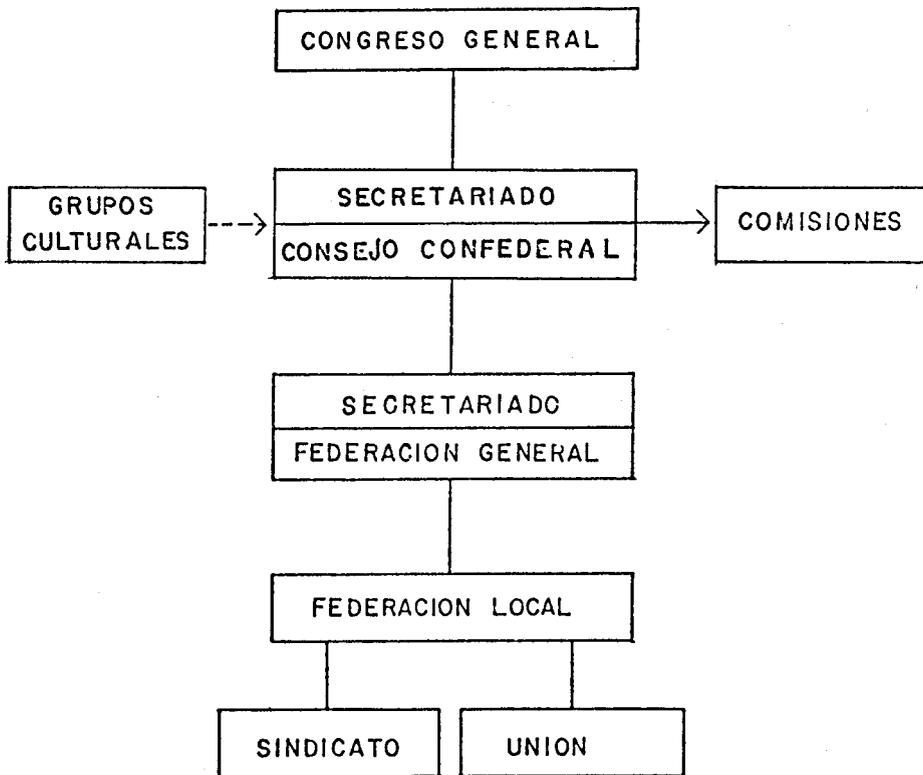 CONGRESO GENERAL
GRUPOS
CULTURALES
SECRETARIADO
CONSEJO CONFEDERAL
COMISIONES
SECRETARIADO
FEDERACION GENERAL
FEDERACION LOCAL
SINDICATO
UNION